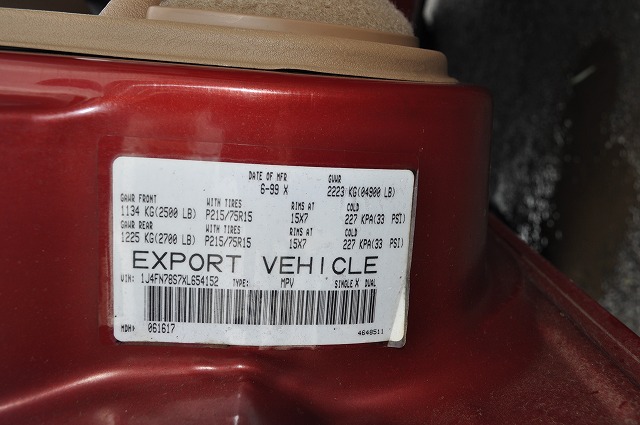 DATE OF MFR GVWR
6-99 X 2223 KG(04900 LB)
GAWR FRONT WITH TIRES RIMS AT COLD
1134 KG(2500 LB) P215/75R15 15X7 227 KPA(33 PSI)
GAWR REAR WITH TIRES RIMS AT COLD
1225 KG(2700 LB) P215/75R15 15X7 227 KPA(33 PSI)
EXPORT VEHICLE
VIN: 1J4FN78S7XL654152 TYPE: MPV SINGLE X DUAL
MDH: 061617 4648511